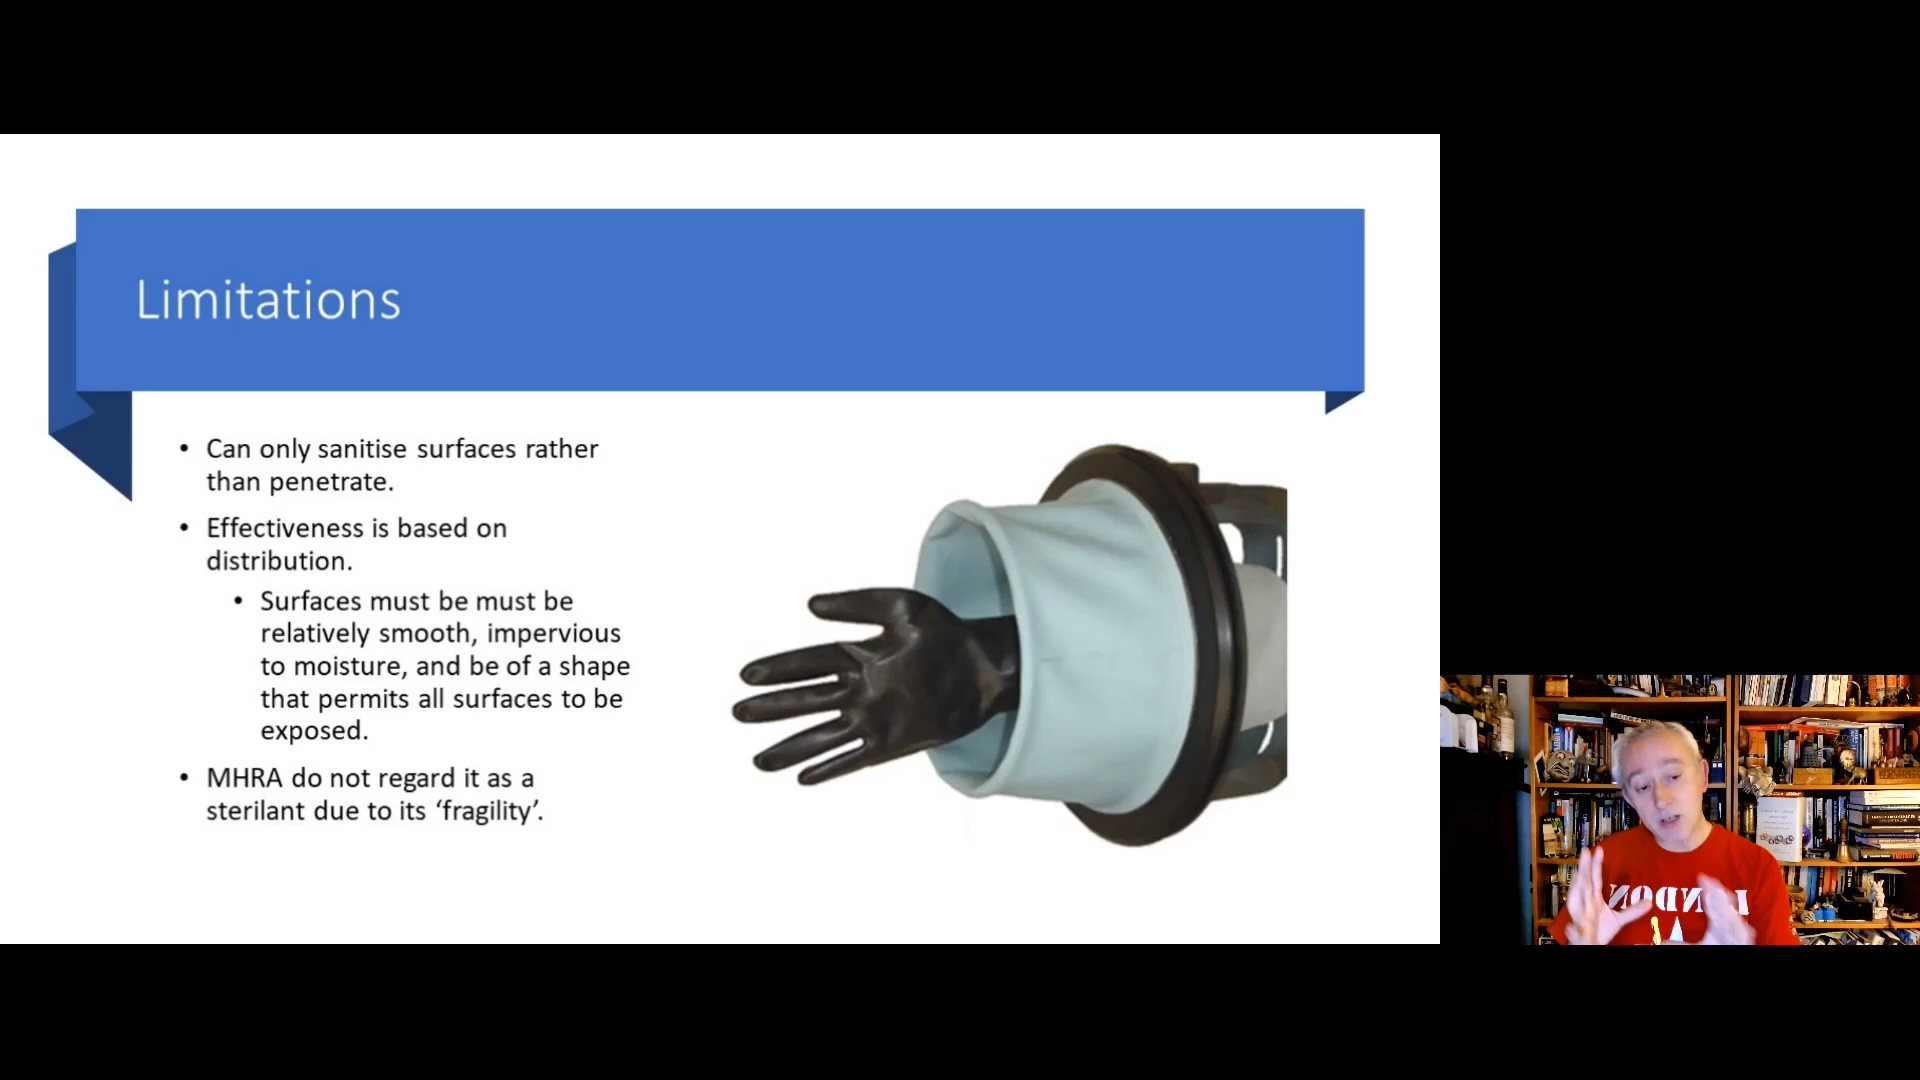 Limitations
• Can only sanitise surfaces rather
than penetrate.
• Effectiveness is based on
distribution.
• Surfaces must be must be
relatively smooth, impervious
to moisture, and be of a shape
that permits all surfaces to be
exposed.
• MHRA do not regard it as a
sterilant due to its ‘fragility’.
LONDON